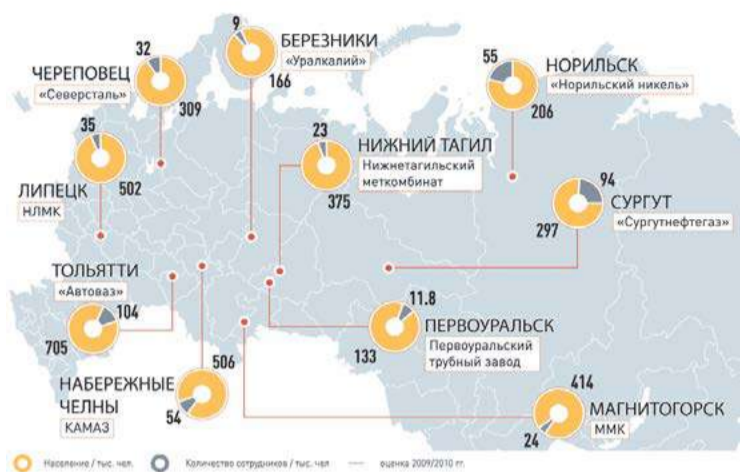 9
БЕРЕЗНИКИ
«Уралкалий»
166
32
ЧЕРЕПОВЕЦ
«Северсталь»
309
55
НОРИЛЬСК
«Норильский никель»
206
35
ЛИПЕЦК
НЛМК
502
23
НИЖНИЙ ТАГИЛ
Нижнетагильский
меткомбинат
375
94
СУРГУТ
«Сургутнефтегаз»
297
ТОЛЬЯТТИ
«Автоваз»
104
705
11.8
ПЕРВОУРАЛЬСК
Первоуральский
трубный завод
133
506
НАБЕРЕЖНЫЕ
ЧЕЛНЫ
КАМАЗ
54
414
МАГНИТОГОРСК
ММК
24
Население / тыс. чел.
Количество сотрудников / тыс. чел
оценка 2009/2010 гг.